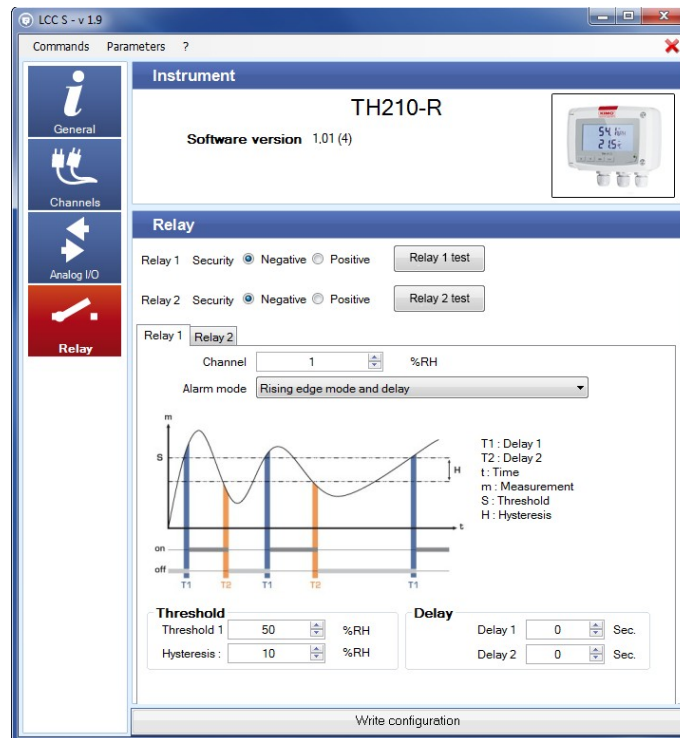 LCC S - v 1.9
Commands Parameters ?
General
Channels
Analog I/O
Relay
Instrument
TH210-R
Software version 1,01 (4)
Relay
Relay 1 Security Negative Positive Relay 1 test
Relay 2 Security Negative Positive Relay 2 test
Relay 1 Relay 2
Channel 1 %RH
Alarm mode Rising edge mode and delay
m
S
H
t
on
off
T1 T2 T1 T2 T1
T1 : Delay 1
T2 : Delay 2
t : Time
m : Measurement
S : Threshold
H : Hysteresis
Threshold
Threshold 1 50 %RH
Hysteresis : 10 %RH
Delay
Delay 1 0 Sec.
Delay 2 0 Sec.
Write configuration